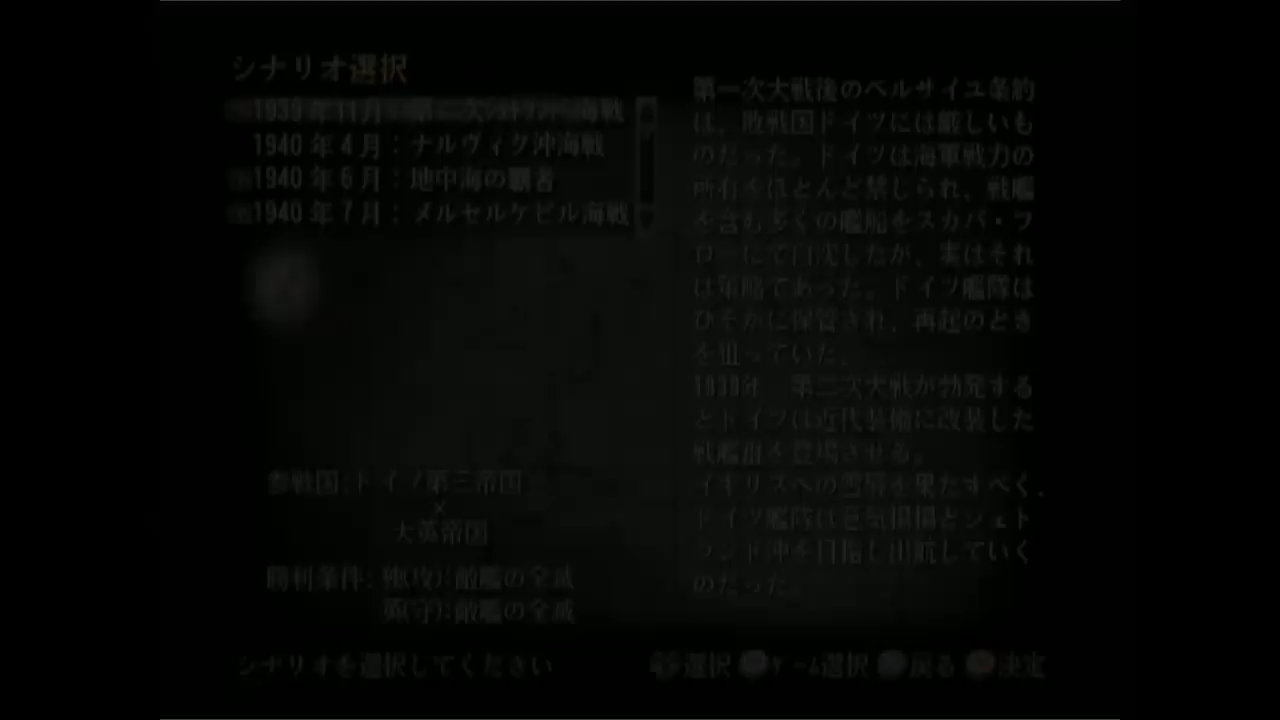 シナリオ選択
1939年11月：第二次ｼｪﾄﾗﾝﾄﾞ海戦
1940年4月：ナルヴィク沖海戦
1940年6月：地中海の覇者
1940年7月：メルセルケビル海戦
参戦国:ドイツ第三帝国
×
大英帝国
勝利条件:独(攻):敵艦の全滅
英(守):敵艦の全滅
第一次大戦後のベルサイユ条約
は、敗戦国ドイツには厳しいも
のだった。ドイツは海軍戦力の
所有をほとんど禁じられ、戦艦
を含む多くの艦船をスカパ・フ
ローにて自沈したが、実はそれ
は策略であった。ドイツ艦隊は
ひそかに保管され、再起のとき
を狙っていた。
1939年　第二次大戦が勃発する
とドイツは近代装備に改装した
戦艦群を登場させる。
イギリスへの雪辱を果たすべく、
ドイツ艦隊は意気揚揚とシェト
ランド沖を目指し出航していく
のだった。
シナリオを選択してください
選択 ｹﾞｰﾑ選択 戻る 決定